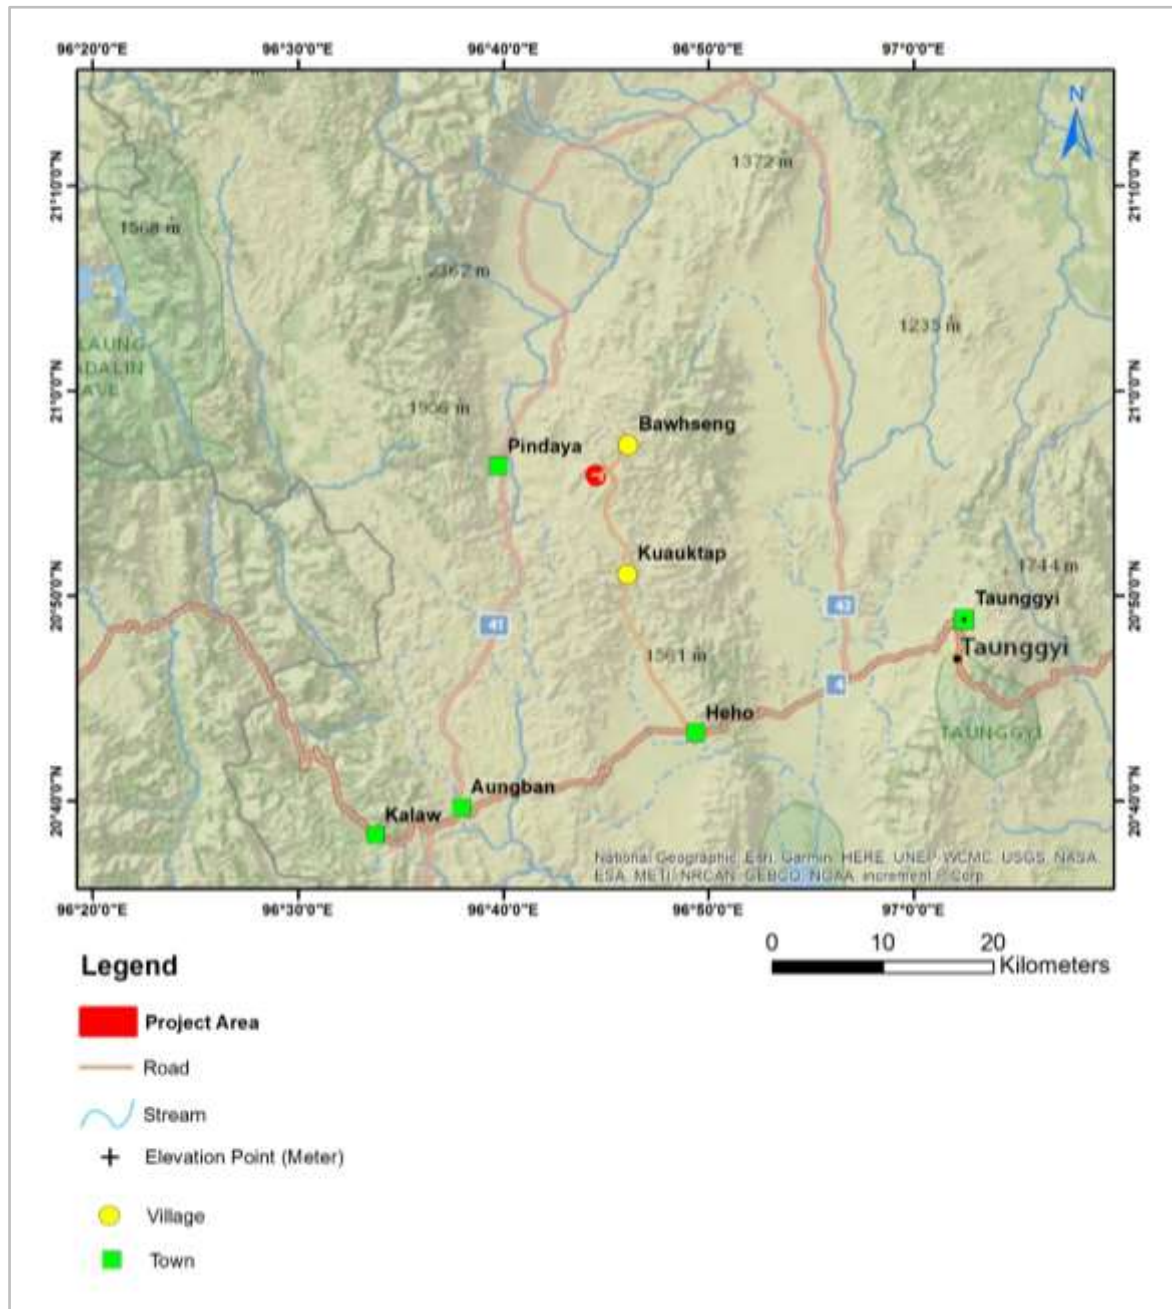 96°20'0"E 96°30'0"E 96°40'0"E 96°50'0"E 97°0'0"E
N
1372 m
21°10'0"N 21°10'0"N
1568 m
2362 m
1235 m
LAUNG
ADALIN
AVE
21°0'0"N 21°0'0"N
1906 m
Bawhseng
Pindaya
Kuauktap
1744 m
20°50'0"N 20°50'0"N
Taunggyi
41 43
Taunggyi
1561 m
4
Heho
TAUNGGYI
Aungban
20°40'0"N 20°40'0"N
Kalaw
National Geographic, Esri, Garmin, HERE, UNEP-WCMC, USGS, NASA,
ESA, METI, NRCAN, GEBCO, NOAA, increment P Corp.
96°20'0"E 96°30'0"E 96°40'0"E 96°50'0"E 97°0'0"E
0 10 20
Kilometers
Legend
Project Area
Road
Stream
Elevation Point (Meter)
Village
Town